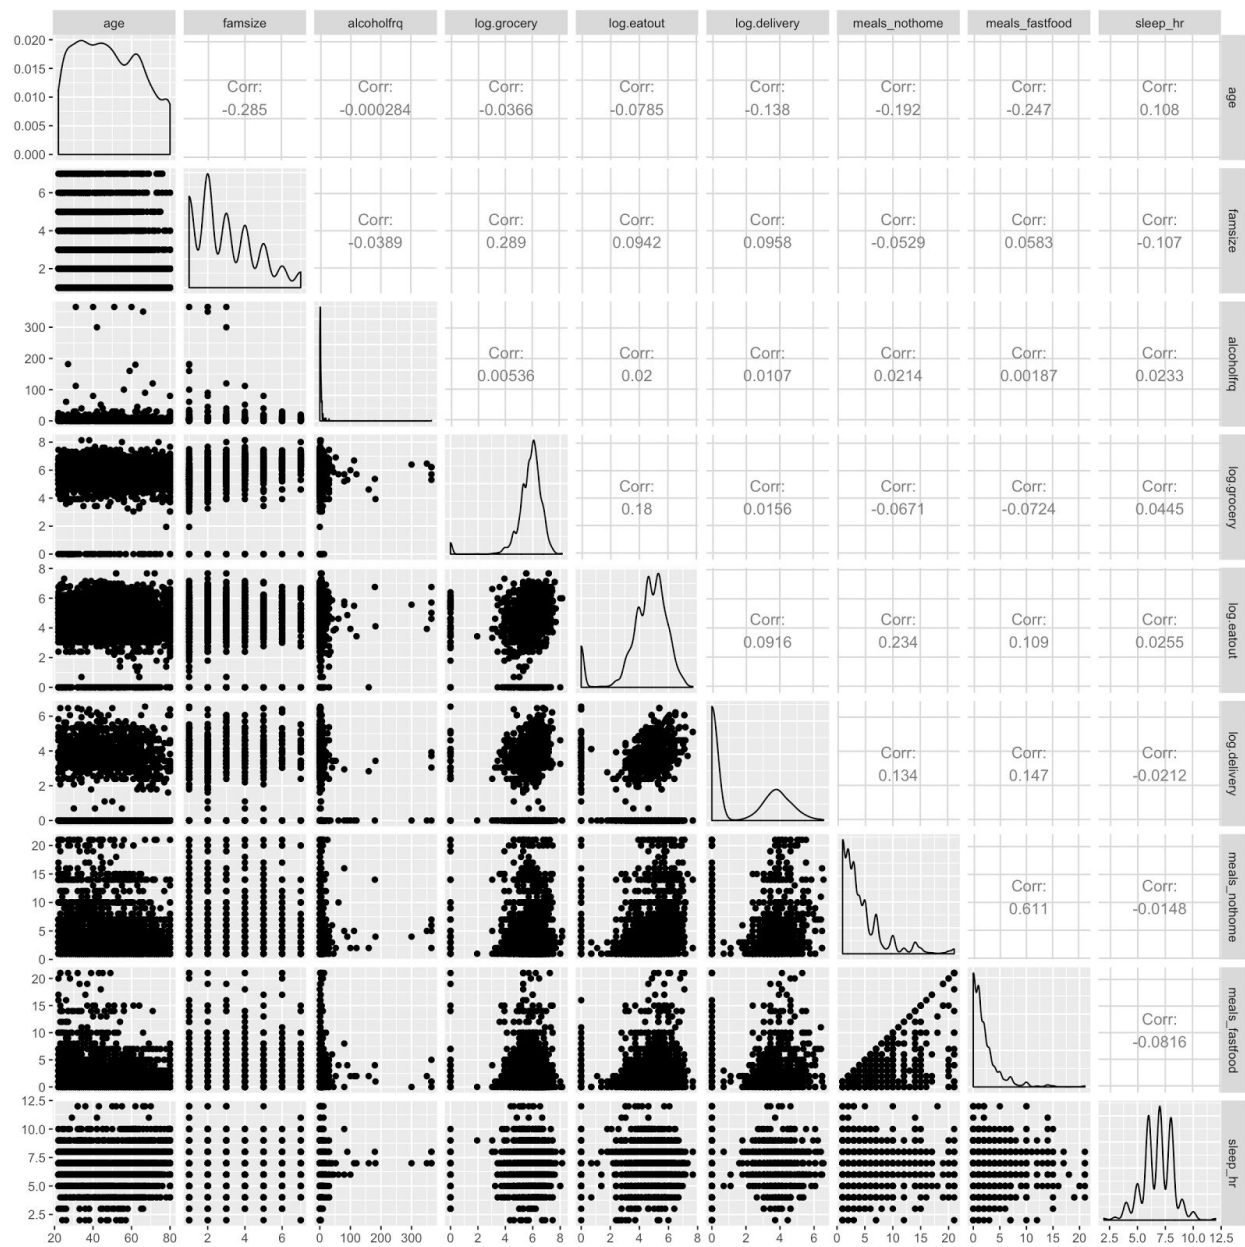 age famsize alcoholfrq log.grocery log.eatout log.delivery meals_nothome meals_fastfood sleep_hr
0.020
0.015
0.010
0.005
0.000
Corr: Corr: Corr: Corr: Corr: Corr: Corr: Corr:
-0.285 -0.000284 -0.0366 -0.0785 -0.138 -0.192 -0.247 0.108
age
6
4
2
Corr: Corr: Corr: Corr: Corr: Corr: Corr:
-0.0389 0.289 0.0942 0.0958 -0.0529 0.0583 -0.107
famsize
300
200
100
0
Corr: Corr: Corr: Corr: Corr: Corr:
0.00536 0.02 0.0107 0.0214 0.00187 0.0233
alcoholfrq
8
6
4
2
0
Corr: Corr: Corr: Corr: Corr:
0.18 0.0156 -0.0671 -0.0724 0.0445
log.grocery
8
6
4
2
0
Corr: Corr: Corr: Corr:
0.0916 0.234 0.109 0.0255
log.eatout
6
4
2
0
Corr: Corr: Corr:
0.134 0.147 -0.0212
log.delivery
20
15
10
5
0
Corr: Corr:
0.611 -0.0148
meals_nothome
20
15
10
5
0
Corr:
-0.0816
meals_fastfood
12.5
10.0
7.5
5.0
2.5
sleep_hr
20 40 60 80 2 4 6 0 100 200 300 0 2 4 6 8 0 2 4 6 8 0 2 4 6 0 5 10 15 20 0 5 10 15 20 2.5 5.0 7.5 10.0 12.5